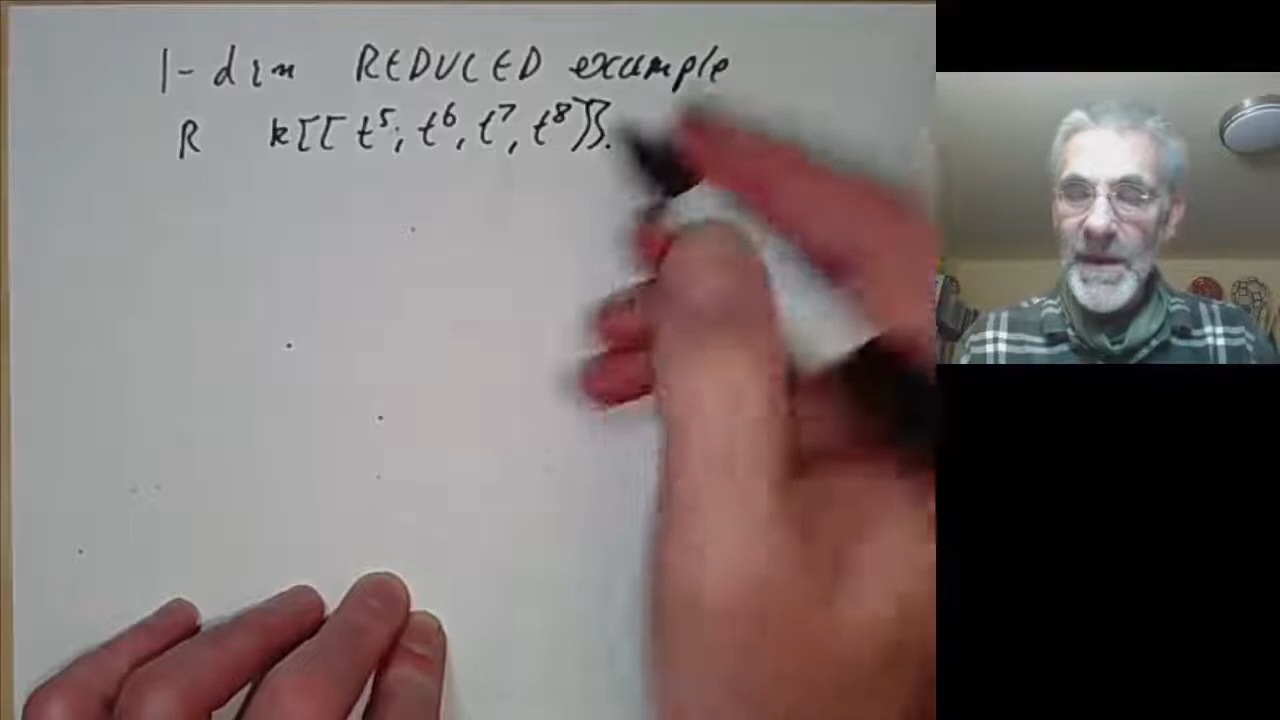 1-dim REDUCED example
R k[[t⁵, t⁶, t⁷, t⁸]].